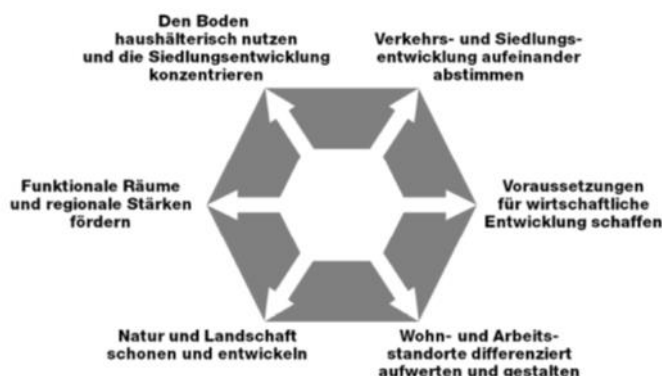 Den Boden
haushälterisch nutzen
und die Siedlungsentwicklung
konzentrieren
Verkehrs- und Siedlungs-
entwicklung aufeinander
abstimmen
Funktionale Räume
und regionale Stärken
fördern
Voraussetzungen
für wirtschaftliche
Entwicklung schaffen
Natur und Landschaft
schonen und entwickeln
Wohn- und Arbeits-
standorte differenziert
aufwerten und gestalten